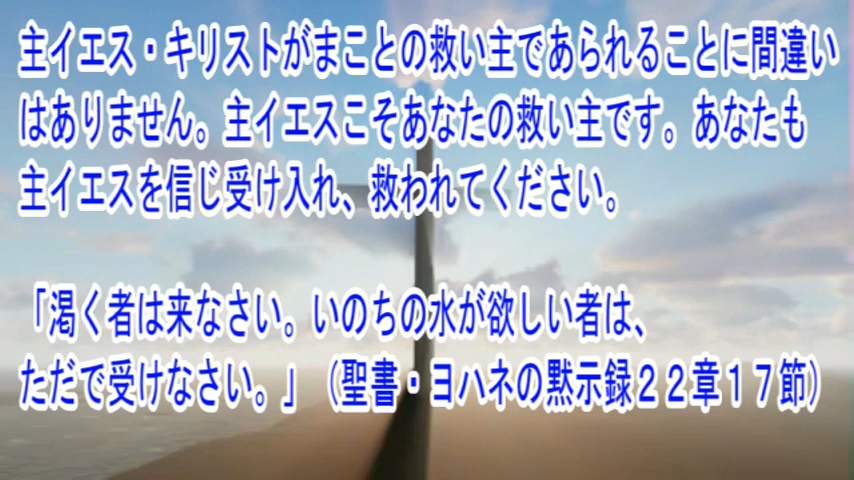 主イエス・キリストがまことの救い主であられることに間違い
はありません。主イエスこそあなたの救い主です。あなたも
主イエスを信じ受け入れ、救われてください。
「渇く者は来なさい。いのちの水が欲しい者は、
ただで受けなさい。」（聖書・ヨハネの黙示録２２章１７節）